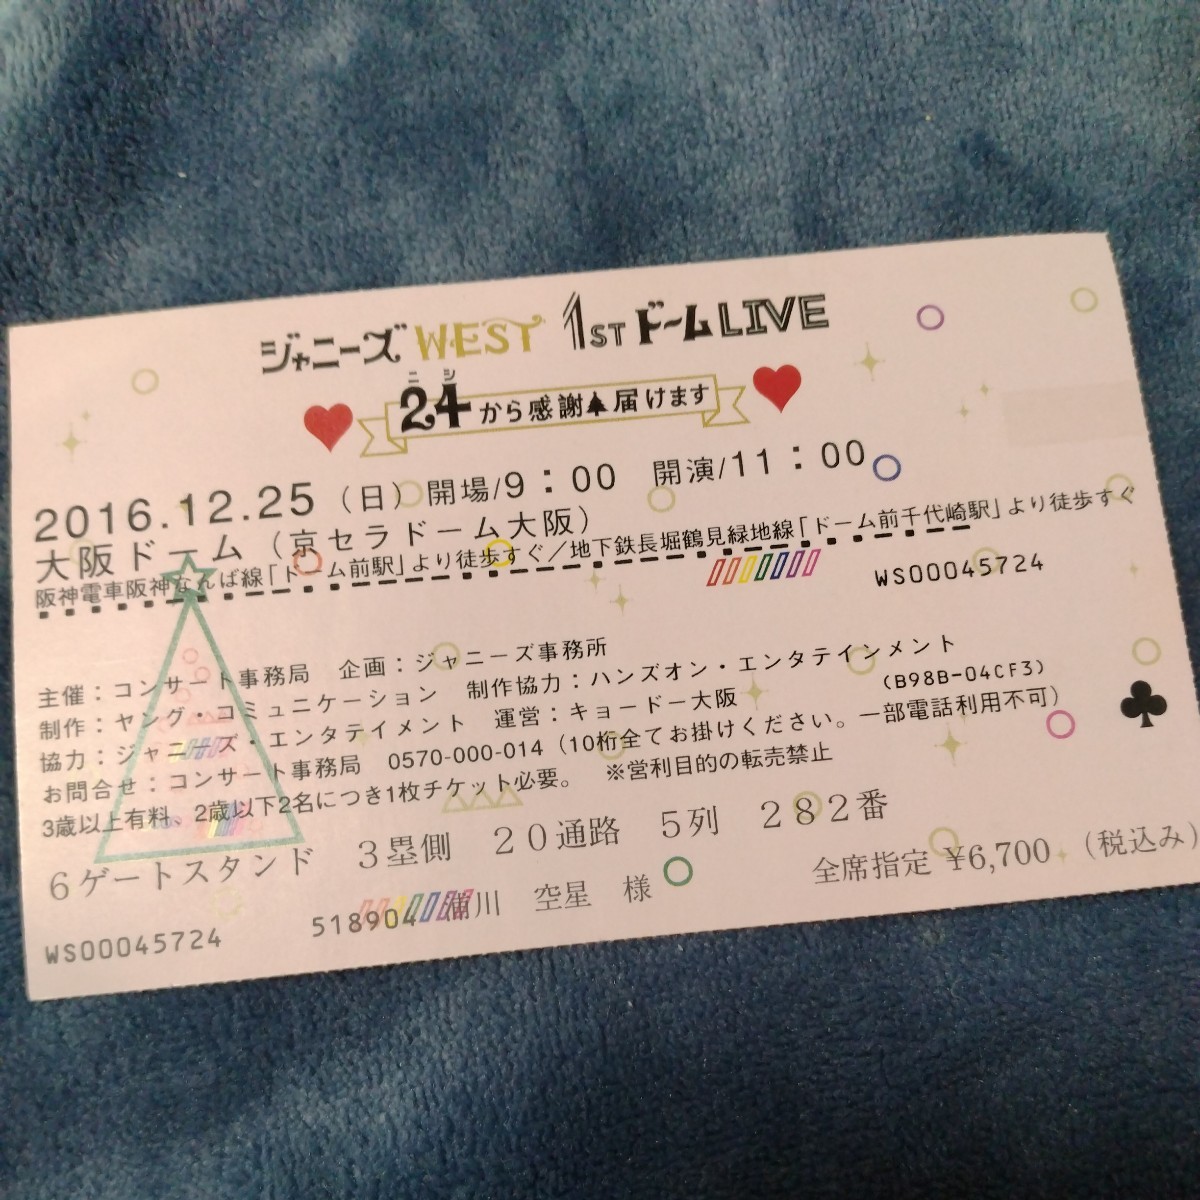 ジャニーズWEST 1ST ドームLIVE
ニシ
24から感謝届けます
2016.12.25（日）開場/9：00 開演/11：00
大阪ドーム（京セラドーム大阪）
阪神電車阪神なんば線「ドーム前駅」より徒歩すぐ／地下鉄長堀鶴見緑地線「ドーム前千代崎駅」より徒歩すぐ
WS00045724
主催：コンサート事務局 企画：ジャニーズ事務所
制作：ヤング・コミュニケーション 制作協力：ハンズオン・エンタテインメント
協力：ジャニーズ・エンタテイメント 運営：キョードー大阪 (B98B-04CF3)
お問合せ：コンサート事務局 0570-000-014（10桁全てお掛けください。一部電話利用不可）
3歳以上有料、2歳以下2名につき1枚チケット必要。 ※営利目的の転売禁止
6ゲートスタンド 3塁側 20通路 5列 282番
全席指定 ¥6,700 （税込み）
518904 川 空星 様
WS00045724